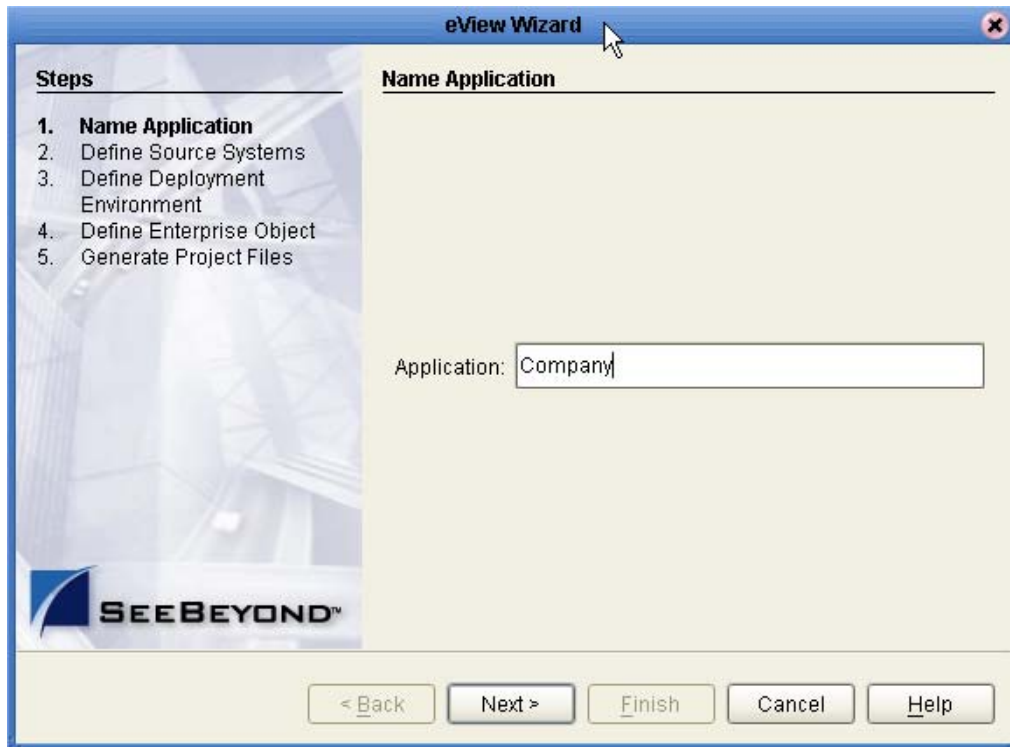 eView Wizard
Steps
1. Name Application
2. Define Source Systems
3. Define Deployment
Environment
4. Define Enterprise Object
5. Generate Project Files
Name Application
Application: Company
SEEBEYOND™
< Back
Next >
Finish
Cancel
Help